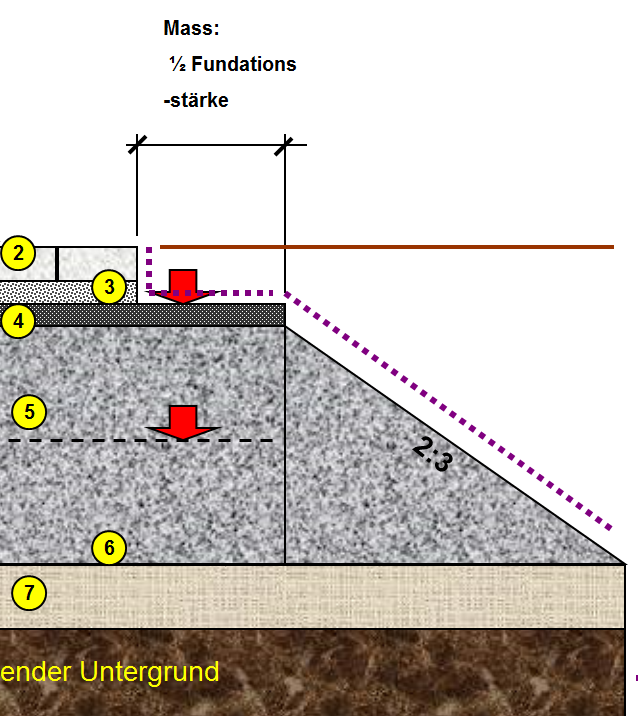 Mass:
½ Fundations
-stärke
2
3
4
5
2:3
6
7
ender Untergrund